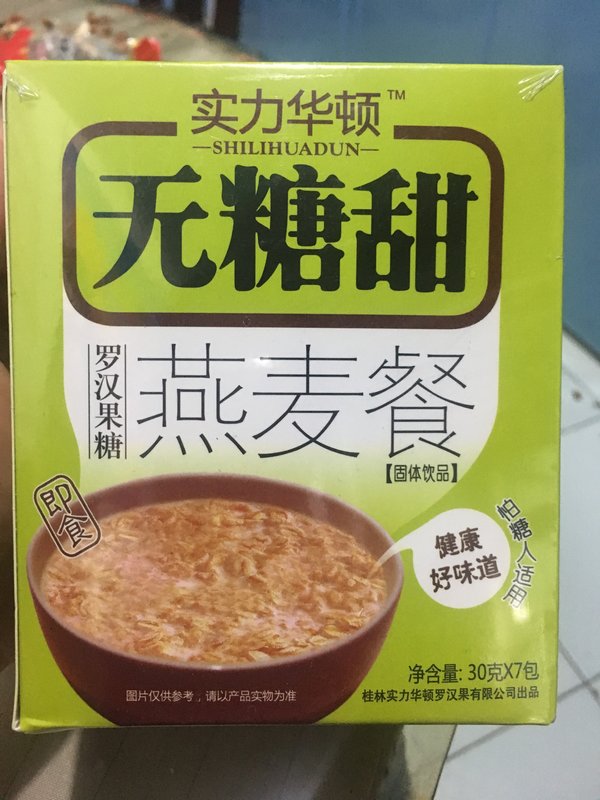 实力华顿™
SHILIHUADUN
无糖甜
罗汉果糖
燕麦餐
【固体饮品】
即食
健康
好味道
怕糖人适用
净含量: 30克X7包
图片仅供参考，请以产品实物为准
桂林实力华顿罗汉果有限公司出品